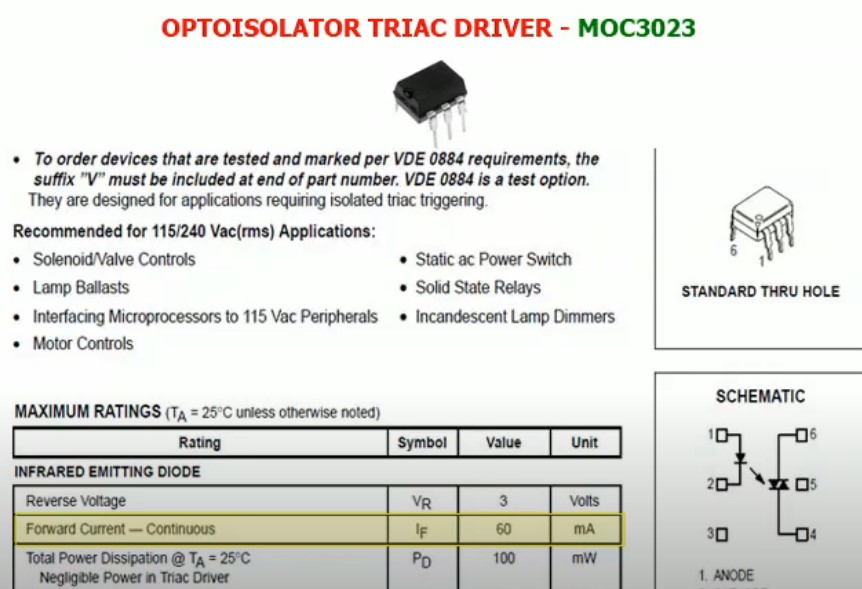 OPTOISOLATOR TRIAC DRIVER - MOC3023
• To order devices that are tested and marked per VDE 0884 requirements, the
suffix ”V” must be included at end of part number. VDE 0884 is a test option.
They are designed for applications requiring isolated triac triggering.
Recommended for 115/240 Vac(rms) Applications:
• Solenoid/Valve Controls
• Lamp Ballasts
• Interfacing Microprocessors to 115 Vac Peripherals
• Motor Controls
• Static ac Power Switch
• Solid State Relays
• Incandescent Lamp Dimmers
6
1
STANDARD THRU HOLE
MAXIMUM RATINGS (TA = 25°C unless otherwise noted)
Rating Symbol Value Unit
INFRARED EMITTING DIODE
Reverse Voltage VR 3 Volts
Forward Current — Continuous IF 60 mA
Total Power Dissipation @ TA = 25°C PD 100 mW
Negligible Power in Triac Driver
SCHEMATIC
1 6
2 5
3 4
1. ANODE